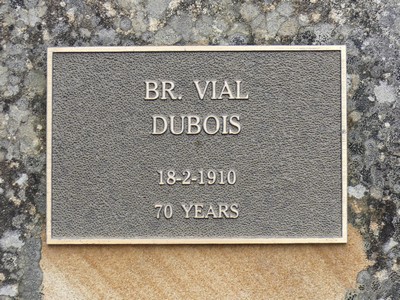 BR. VIAL
DUBOIS
18-2-1910
70 YEARS